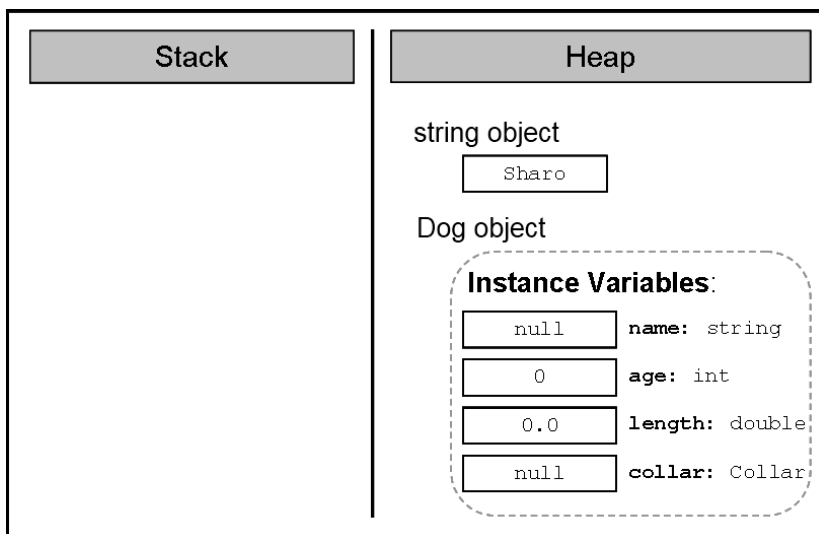 Stack
Heap
string object
Sharo
Dog object
Instance Variables:
null name: string
0 age: int
0.0 length: double
null collar: Collar